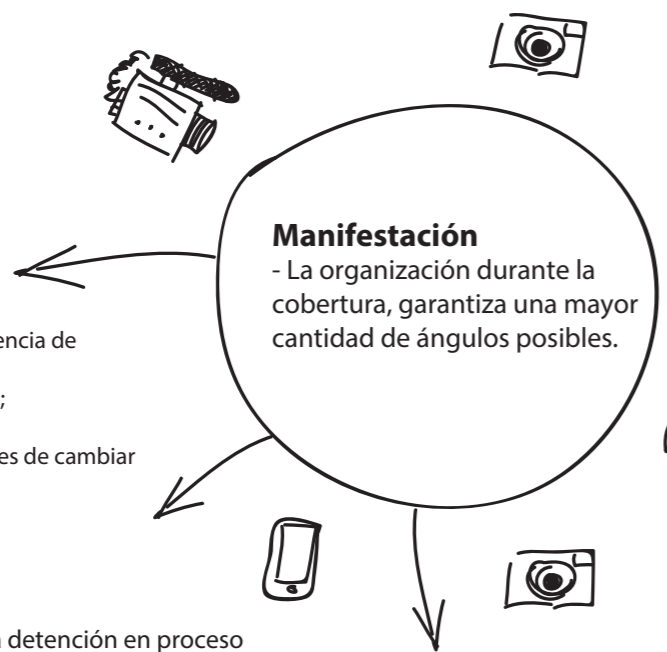 Manifestación
- La organización durante la
cobertura, garantiza una mayor
cantidad de ángulos posibles.
encia de
;
es de cambiar
detención en proceso